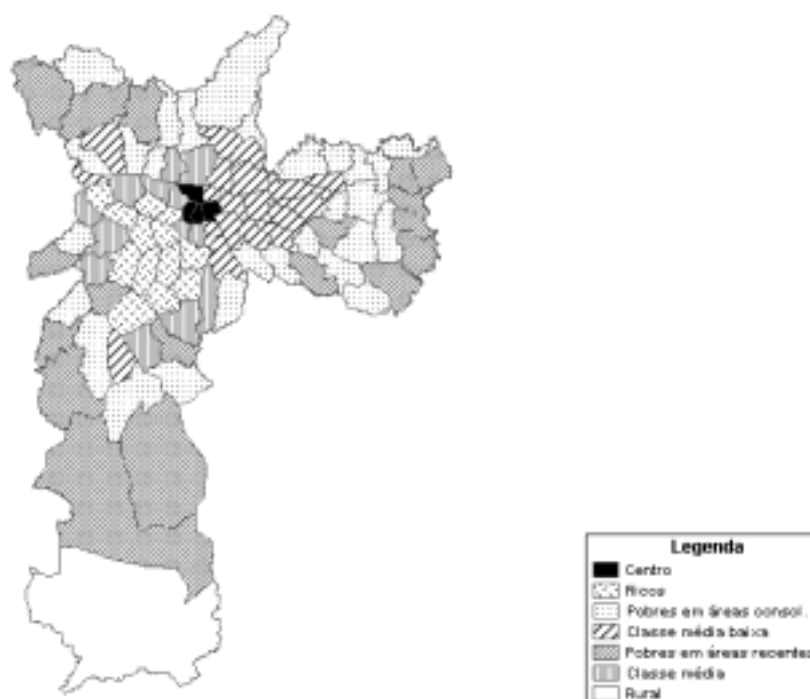 Legenda
Centro
Ricos
Pobres em áreas consol.
Classe média baixa
Pobres em áreas recentes
Classe média
Rural